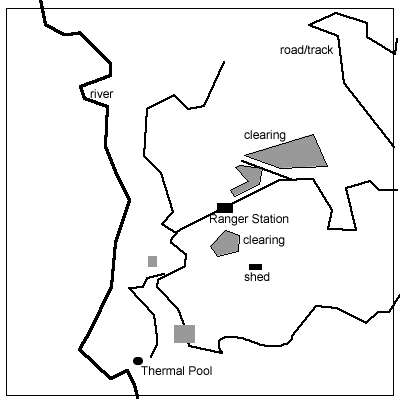 road/track
river
clearing
Ranger Station
clearing
shed
Thermal Pool